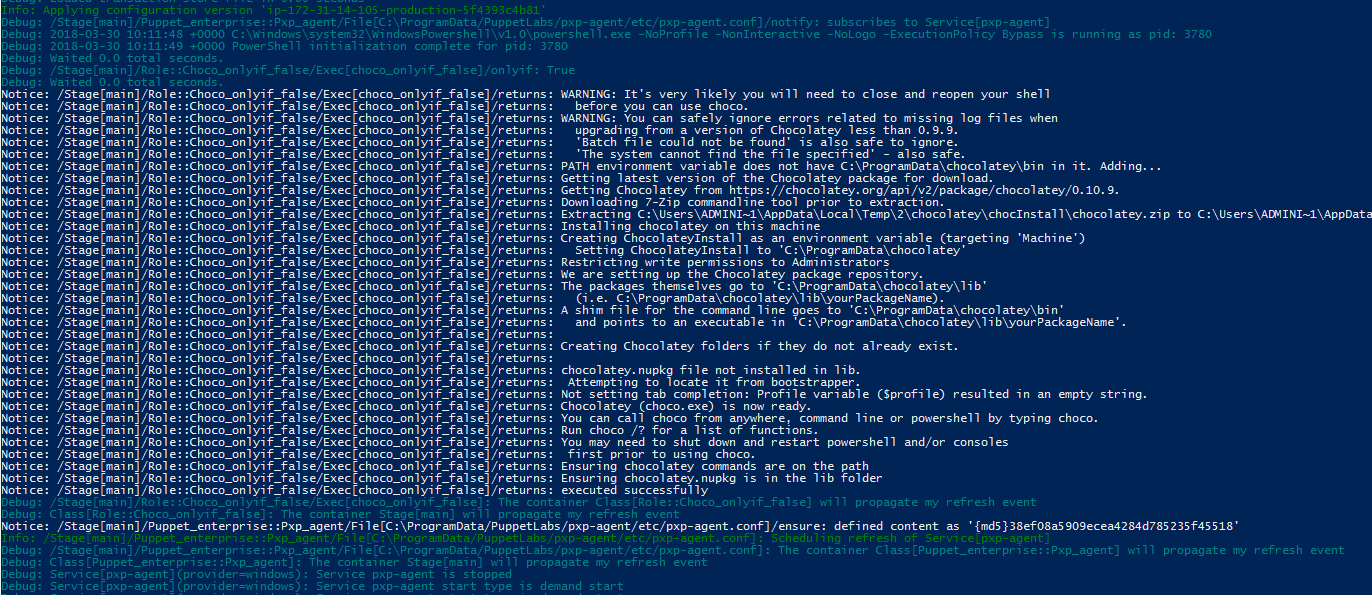 Info: Applying configuration version 'ip-172-31-14-105-production-5f4393c4b81'
Debug: /Stage[main]/Puppet_enterprise::Pxp_agent/File[C:\ProgramData/PuppetLabs/pxp-agent/etc/pxp-agent.conf]/notify: subscribes to Service[pxp-agent]
Debug: 2018-03-30 10:11:48 +0000 C:\Windows\system32\WindowsPowershell\v1.0\powershell.exe -NoProfile -NonInteractive -NoLogo -ExecutionPolicy Bypass is running as pid: 3780
Debug: 2018-03-30 10:11:49 +0000 PowerShell initialization complete for pid: 3780
Debug: Waited 0.0 total seconds.
Debug: /Stage[main]/Role::Choco_onlyif_false/Exec[choco_onlyif_false]/onlyif: True
Debug: Waited 0.0 total seconds.
Notice: /Stage[main]/Role::Choco_onlyif_false/Exec[choco_onlyif_false]/returns: WARNING: It's very likely you will need to close and reopen your shell
Notice: /Stage[main]/Role::Choco_onlyif_false/Exec[choco_onlyif_false]/returns:   before you can use choco.
Notice: /Stage[main]/Role::Choco_onlyif_false/Exec[choco_onlyif_false]/returns: WARNING: You can safely ignore errors related to missing log files when
Notice: /Stage[main]/Role::Choco_onlyif_false/Exec[choco_onlyif_false]/returns:   upgrading from a version of Chocolatey less than 0.9.9.
Notice: /Stage[main]/Role::Choco_onlyif_false/Exec[choco_onlyif_false]/returns:   'Batch file could not be found' is also safe to ignore.
Notice: /Stage[main]/Role::Choco_onlyif_false/Exec[choco_onlyif_false]/returns:   'The system cannot find the file specified' - also safe.
Notice: /Stage[main]/Role::Choco_onlyif_false/Exec[choco_onlyif_false]/returns: PATH environment variable does not have C:\ProgramData\chocolatey\bin in it. Adding...
Notice: /Stage[main]/Role::Choco_onlyif_false/Exec[choco_onlyif_false]/returns: Getting latest version of the Chocolatey package for download.
Notice: /Stage[main]/Role::Choco_onlyif_false/Exec[choco_onlyif_false]/returns: Getting Chocolatey from https://chocolatey.org/api/v2/package/chocolatey/0.10.9.
Notice: /Stage[main]/Role::Choco_onlyif_false/Exec[choco_onlyif_false]/returns: Downloading 7-Zip commandline tool prior to extraction.
Notice: /Stage[main]/Role::Choco_onlyif_false/Exec[choco_onlyif_false]/returns: Extracting C:\Users\ADMINI~1\AppData\Local\Temp\2\chocolatey\chocInstall\chocolatey.zip to C:\Users\ADMINI~1\AppData
Notice: /Stage[main]/Role::Choco_onlyif_false/Exec[choco_onlyif_false]/returns: Installing chocolatey on this machine
Notice: /Stage[main]/Role::Choco_onlyif_false/Exec[choco_onlyif_false]/returns: Creating ChocolateyInstall as an environment variable (targeting 'Machine')
Notice: /Stage[main]/Role::Choco_onlyif_false/Exec[choco_onlyif_false]/returns:   Setting ChocolateyInstall to 'C:\ProgramData\chocolatey'
Notice: /Stage[main]/Role::Choco_onlyif_false/Exec[choco_onlyif_false]/returns: Restricting write permissions to Administrators
Notice: /Stage[main]/Role::Choco_onlyif_false/Exec[choco_onlyif_false]/returns: We are setting up the Chocolatey package repository.
Notice: /Stage[main]/Role::Choco_onlyif_false/Exec[choco_onlyif_false]/returns: The packages themselves go to 'C:\ProgramData\chocolatey\lib'
Notice: /Stage[main]/Role::Choco_onlyif_false/Exec[choco_onlyif_false]/returns:   (i.e. C:\ProgramData\chocolatey\lib\yourPackageName).
Notice: /Stage[main]/Role::Choco_onlyif_false/Exec[choco_onlyif_false]/returns: A shim file for the command line goes to 'C:\ProgramData\chocolatey\bin'
Notice: /Stage[main]/Role::Choco_onlyif_false/Exec[choco_onlyif_false]/returns:   and points to an executable in 'C:\ProgramData\chocolatey\lib\yourPackageName'.
Notice: /Stage[main]/Role::Choco_onlyif_false/Exec[choco_onlyif_false]/returns:
Notice: /Stage[main]/Role::Choco_onlyif_false/Exec[choco_onlyif_false]/returns: Creating Chocolatey folders if they do not already exist.
Notice: /Stage[main]/Role::Choco_onlyif_false/Exec[choco_onlyif_false]/returns:
Notice: /Stage[main]/Role::Choco_onlyif_false/Exec[choco_onlyif_false]/returns: chocolatey.nupkg file not installed in lib.
Notice: /Stage[main]/Role::Choco_onlyif_false/Exec[choco_onlyif_false]/returns:  Attempting to locate it from bootstrapper.
Notice: /Stage[main]/Role::Choco_onlyif_false/Exec[choco_onlyif_false]/returns: Not setting tab completion: Profile variable ($profile) resulted in an empty string.
Notice: /Stage[main]/Role::Choco_onlyif_false/Exec[choco_onlyif_false]/returns: Chocolatey (choco.exe) is now ready.
Notice: /Stage[main]/Role::Choco_onlyif_false/Exec[choco_onlyif_false]/returns: You can call choco from anywhere, command line or powershell by typing choco.
Notice: /Stage[main]/Role::Choco_onlyif_false/Exec[choco_onlyif_false]/returns: Run choco /? for a list of functions.
Notice: /Stage[main]/Role::Choco_onlyif_false/Exec[choco_onlyif_false]/returns: You may need to shut down and restart powershell and/or consoles
Notice: /Stage[main]/Role::Choco_onlyif_false/Exec[choco_onlyif_false]/returns:  first prior to using choco.
Notice: /Stage[main]/Role::Choco_onlyif_false/Exec[choco_onlyif_false]/returns: Ensuring chocolatey commands are on the path
Notice: /Stage[main]/Role::Choco_onlyif_false/Exec[choco_onlyif_false]/returns: Ensuring chocolatey.nupkg is in the lib folder
Notice: /Stage[main]/Role::Choco_onlyif_false/Exec[choco_onlyif_false]/returns: executed successfully
Debug: /Stage[main]/Role::Choco_onlyif_false/Exec[choco_onlyif_false]: The container Class[Role::Choco_onlyif_false] will propagate my refresh event
Debug: Class[Role::Choco_onlyif_false]: The container Stage[main] will propagate my refresh event
Notice: /Stage[main]/Puppet_enterprise::Pxp_agent/File[C:\ProgramData/PuppetLabs/pxp-agent/etc/pxp-agent.conf]/ensure: defined content as '{md5}38ef08a5909ecea4284d785235f45518'
Info: /Stage[main]/Puppet_enterprise::Pxp_agent/File[C:\ProgramData/PuppetLabs/pxp-agent/etc/pxp-agent.conf]: Scheduling refresh of Service[pxp-agent]
Debug: /Stage[main]/Puppet_enterprise::Pxp_agent/File[C:\ProgramData/PuppetLabs/pxp-agent/etc/pxp-agent.conf]: The container Class[Puppet_enterprise::Pxp_agent] will propagate my refresh event
Debug: Class[Puppet_enterprise::Pxp_agent]: The container Stage[main] will propagate my refresh event
Debug: Service[pxp-agent](provider=windows): Service pxp-agent is stopped
Debug: Service[pxp-agent](provider=windows): Service pxp-agent start type is demand start